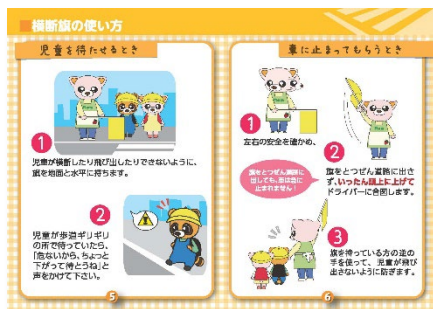 ■横断旗の使い方
児童を待たせるとき
1
児童が横断したり飛び出したりできないように、
旗を地面と水平に持ちます。
2
児童が歩道ギリギリ
の所で待っていたら、
「危ないから、ちょっと
下がって待とうね」と
声をかけて下さい。
5
車に止まってもらうとき
1
左右の安全を確かめ、
2
旗をとつぜん道路に出さ
ず、いったん頭上に上げて
ドライバーに合図します。
旗をとつぜん道路に
出しても、車は急に
止まれません!
3
旗を持っている方の逆の
手を使って、児童が飛び
出さないように防ぎます。
6